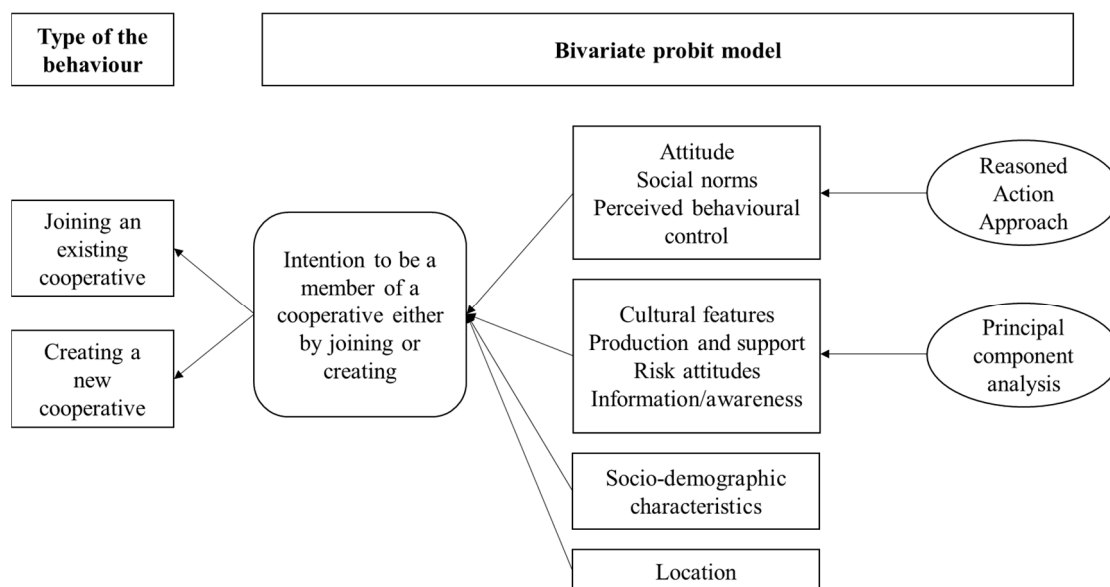 Type of the
behaviour
Bivariate probit model
Joining an
existing
cooperative
Creating a
new
cooperative
Intention to be a
member of a
cooperative either
by joining or
creating
Attitude
Social norms
Perceived behavioural
control
Cultural features
Production and support
Risk attitudes
Information/awareness
Socio-demographic
characteristics
Location
Reasoned
Action
Approach
Principal
component
analysis